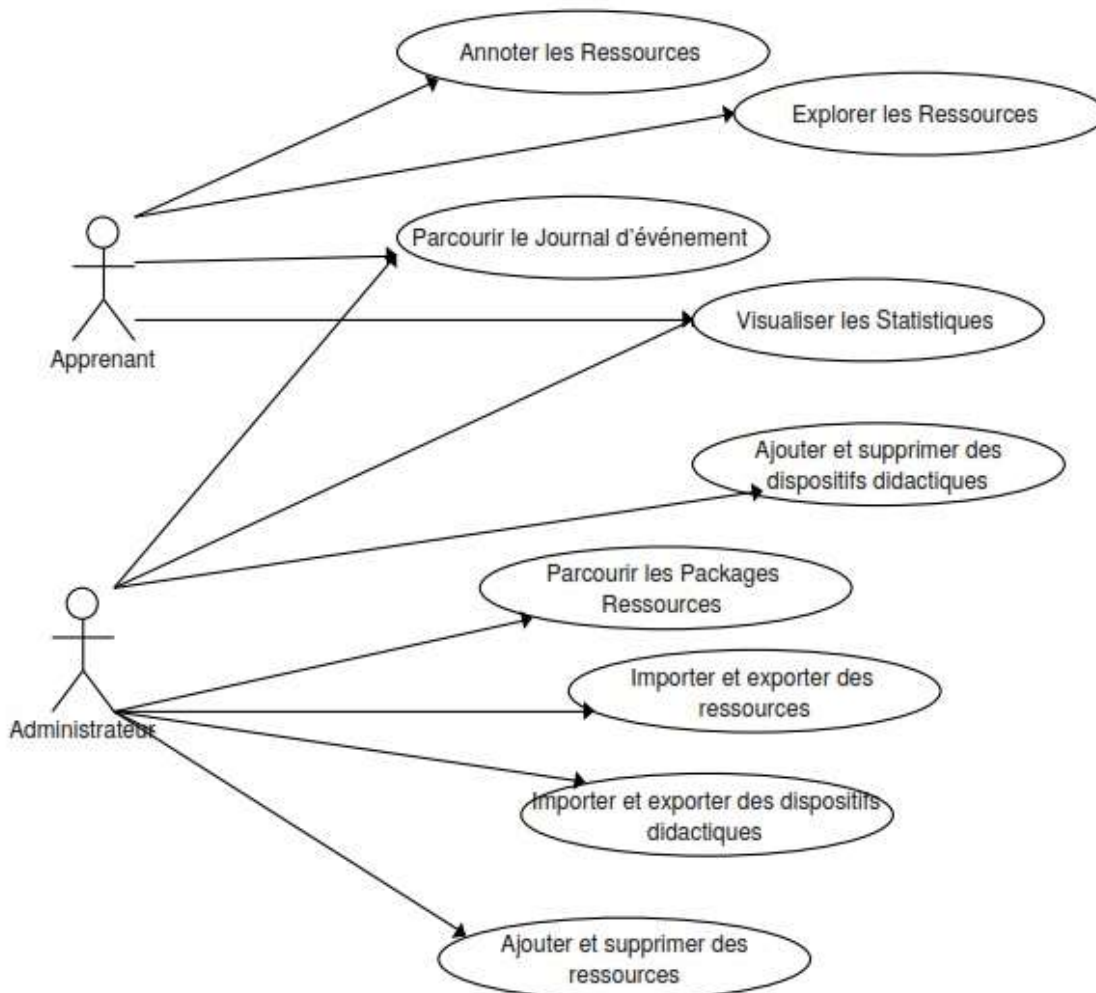 Annoter les Ressources
Explorer les Ressources
Parcourir le Journal d'événement
Visualiser les Statistiques
Apprenant
Ajouter et supprimer des
dispositifs didactiques
Parcourir les Packages
Ressources
Importer et exporter des
ressources
Administrateur
Importer et exporter des dispositifs
didactiques
Ajouter et supprimer des
ressources